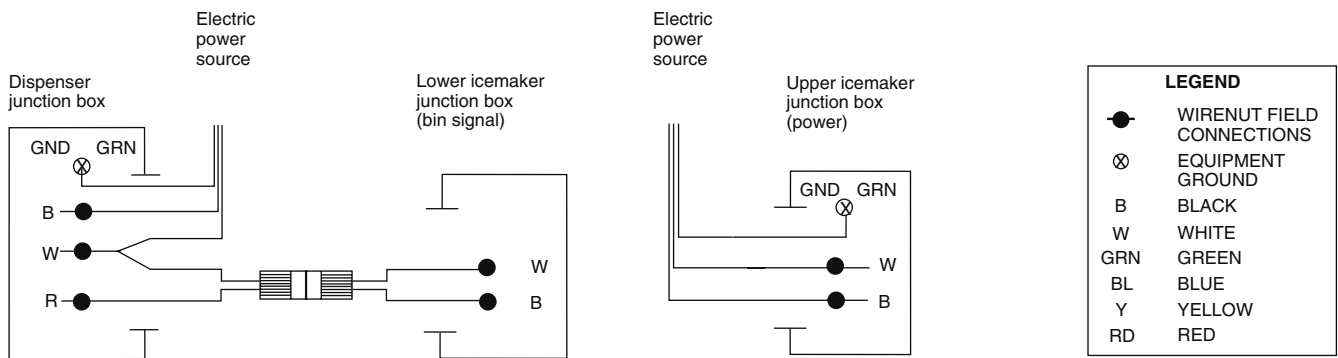 Electric
power
source
Dispenser
junction box
GND
GRN
B
W
R
Lower icemaker
junction box
(bin signal)
W
B
Electric
power
source
Upper icemaker
junction box
(power)
GND
GRN
W
B
LEGEND
WIRENUT FIELD
CONNECTIONS
EQUIPMENT
GROUND
B BLACK
W WHITE
GRN GREEN
BL BLUE
Y YELLOW
RD RED